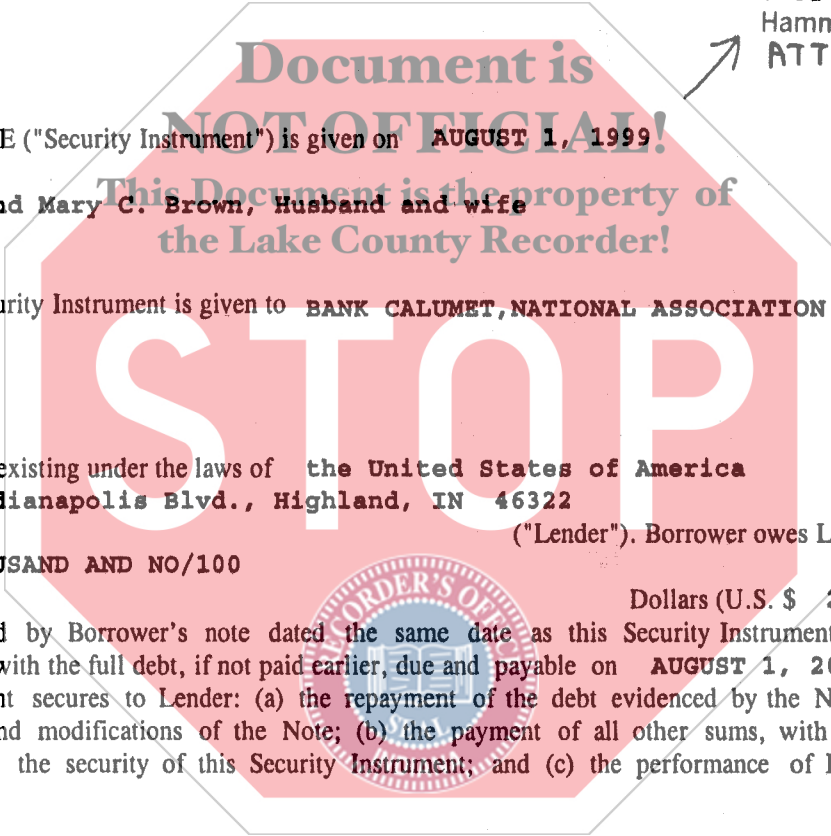 Hamm
ATT
Document is
NOT OFFICIAL!
This Document is the property of
the Lake County Recorder!
E ("Security Instrument") is given on AUGUST 1, 1999
nd Mary C. Brown, Husband and wife
urity Instrument is given to BANK CALUMET,NATIONAL ASSOCIATION
STOP
existing under the laws of the United States of America
dianapolis Blvd., Highland, IN 46322
("Lender"). Borrower owes L
USAND AND NO/100
Dollars (U.S. $ 2
d by Borrower's note dated the same date as this Security Instrument
with the full debt, if not paid earlier, due and payable on AUGUST 1, 20
nt secures to Lender: (a) the repayment of the debt evidenced by the N
nd modifications of the Note; (b) the payment of all other sums, with
the security of this Security Instrument; and (c) the performance of
RECORDER'S OFFICE
SEAL
INDIANA